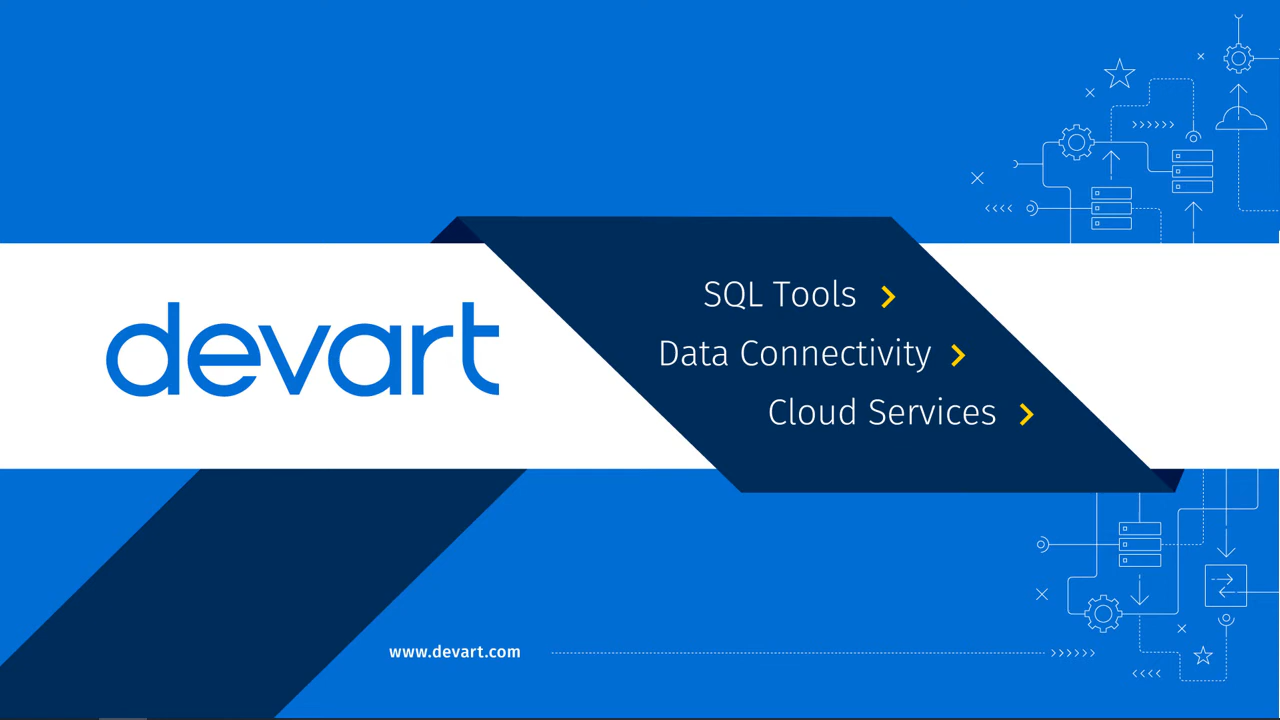 devart
SQL Tools
Data Connectivity
Cloud Services
www.devart.com